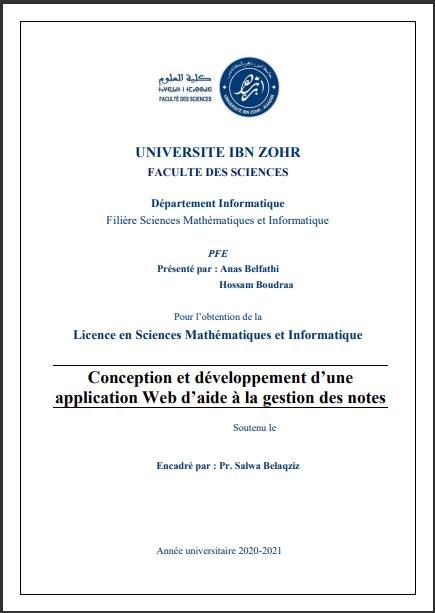 كلية العلوم
FACULTÉ DES SCIENCES
UNIVERSITE IBN ZOHR
FACULTE DES SCIENCES
Département Informatique
Filière Sciences Mathématiques et Informatique
PFE
Présenté par : Anas Belfathi
Hossam Boudraa
Pour l’obtention de la
Licence en Sciences Mathématiques et Informatique
Conception et développement d’une
application Web d’aide à la gestion des notes
Soutenu le
Encadré par : Pr. Salwa Belaqziz
Année universitaire 2020-2021